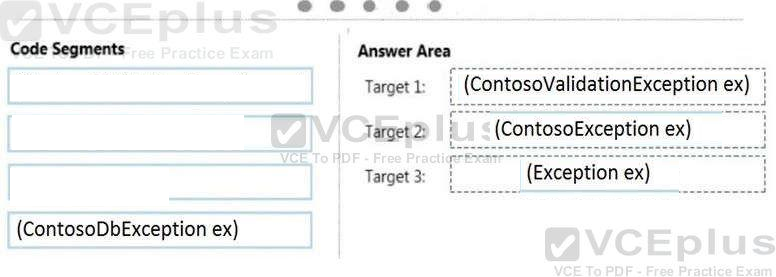 VCEplus
VCE To PDF - Free Practice Exam
Code Segments
Answer Area
Target 1: (ContosoValidationException ex)
VCEplus
Target 2: (ContosoException ex)
VCE To PDF - Free Practice Exam
Target 3: (Exception ex)
(ContosoDbException ex)
VCEplus
VCE To PDF - Free Practice Exam